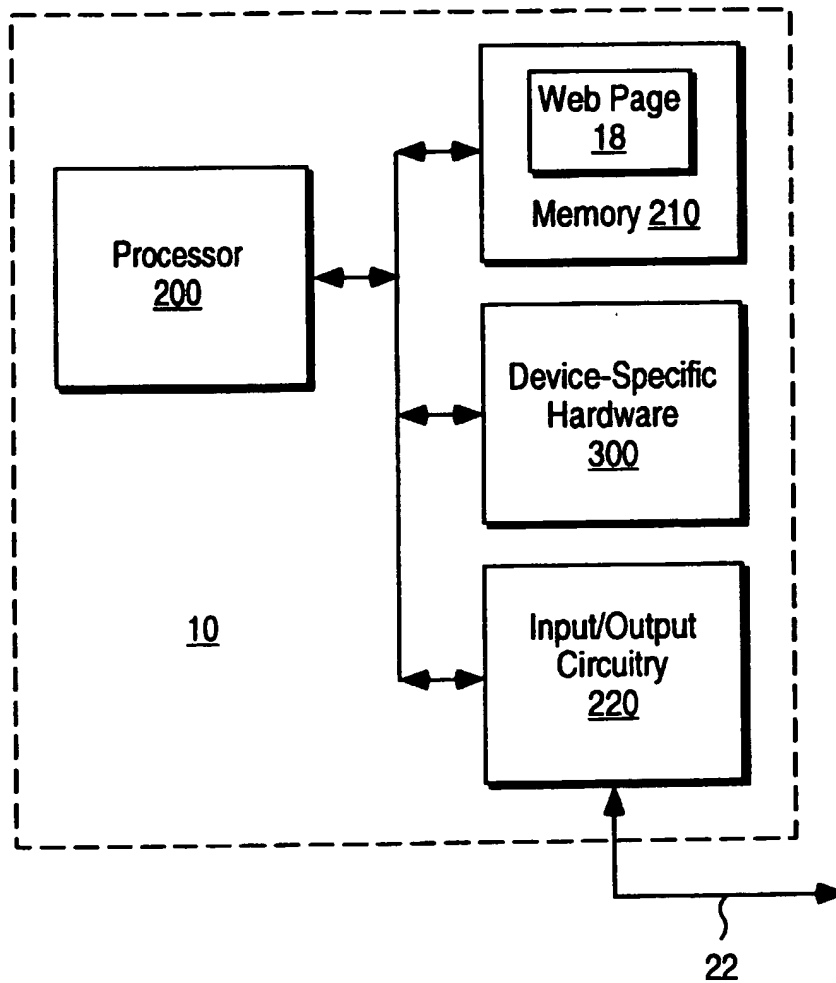 Web Page
18
Memory 210
Processor
200
Device-Specific
Hardware
300
10
Input/Output
Circuitry
220
22